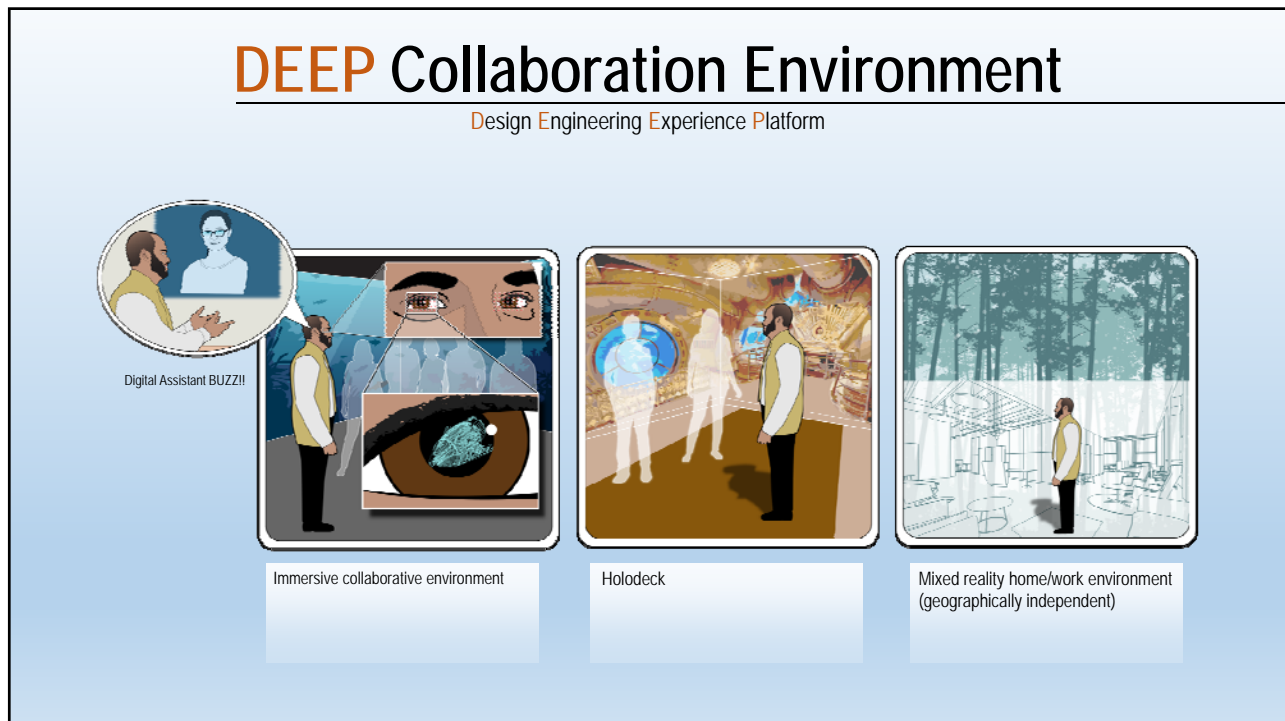 DEEP Collaboration Environment
Design Engineering Experience Platform
Digital Assistant BUZZ!!
Immersive collaborative environment
Holodeck
Mixed reality home/work environment
(geographically independent)